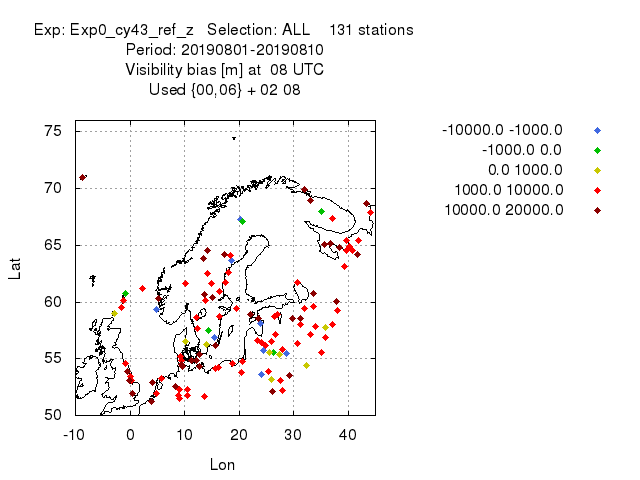 Exp: Exp0_cy43_ref_z Selection: ALL 131 stations
Period: 20190801-20190810
Visibility bias [m] at 08 UTC
Used {00,06} + 02 08
-10000.0 -1000.0
-1000.0 0.0
0.0 1000.0
1000.0 10000.0
10000.0 20000.0
75
70
65
60
55
50
Lat
-10 0 10 20 30 40
Lon